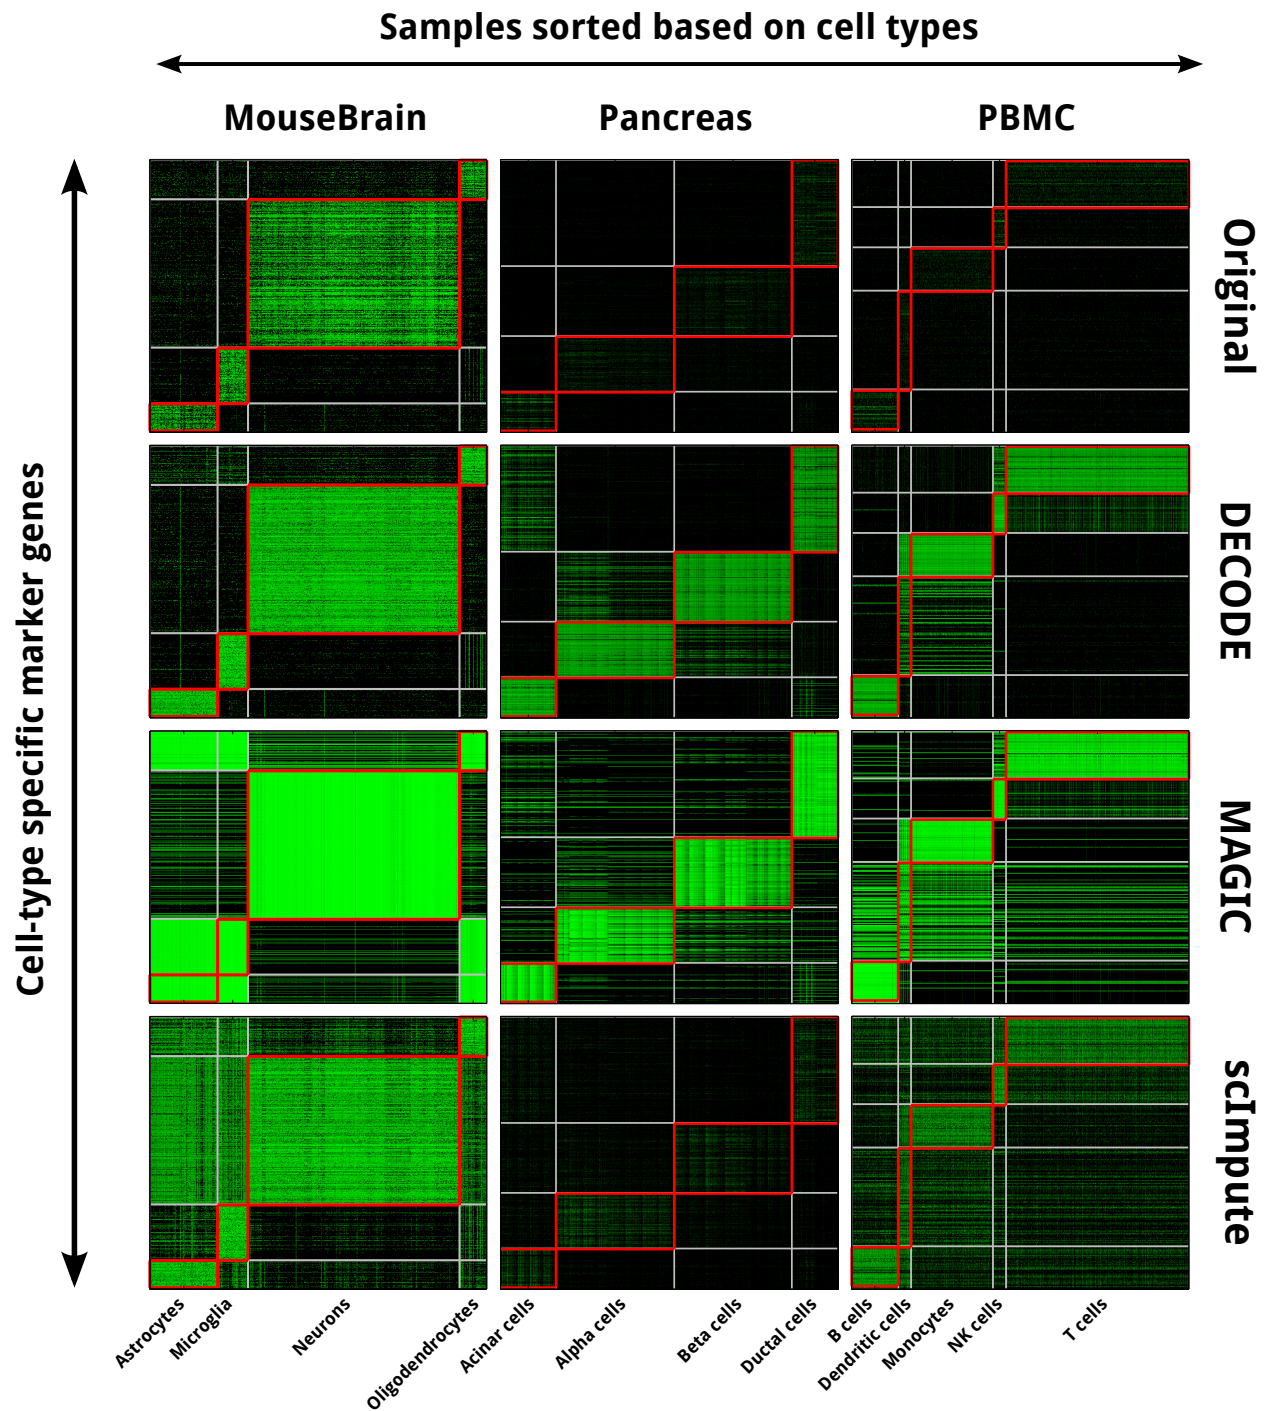 Samples sorted based on cell types
MouseBrain
Pancreas
PBMC
Cell-type specific marker genes
Original
DECODE
MAGIC
scImpute
Astrocytes
Microglia
Neurons
Oligodendrocytes
Acinar cells
Alpha cells
Beta cells
Ductal cells
B cells
Dendritic cells
Monocytes
NK cells
T cells